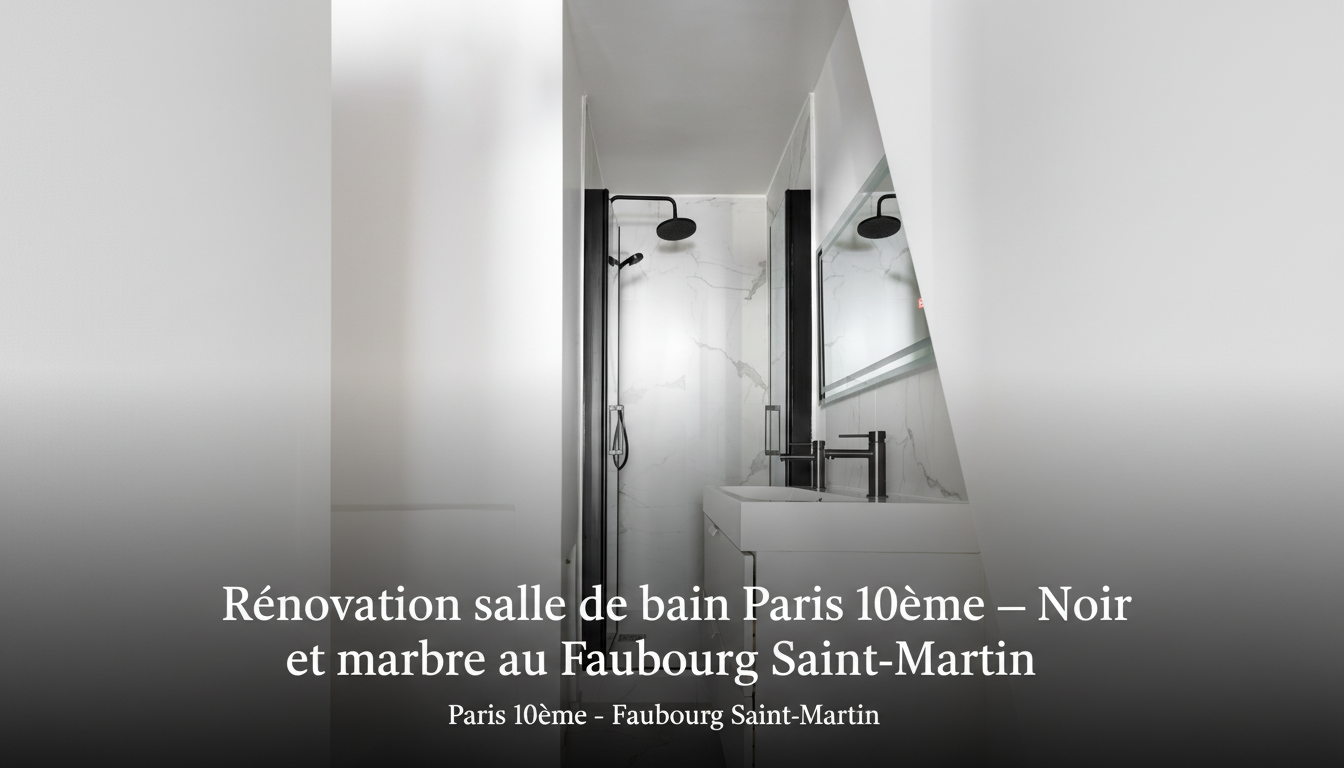 Rénovation salle de bain Paris 10ème – Noir
et marbre au Faubourg Saint-Martin
Paris 10ème - Faubourg Saint-Martin